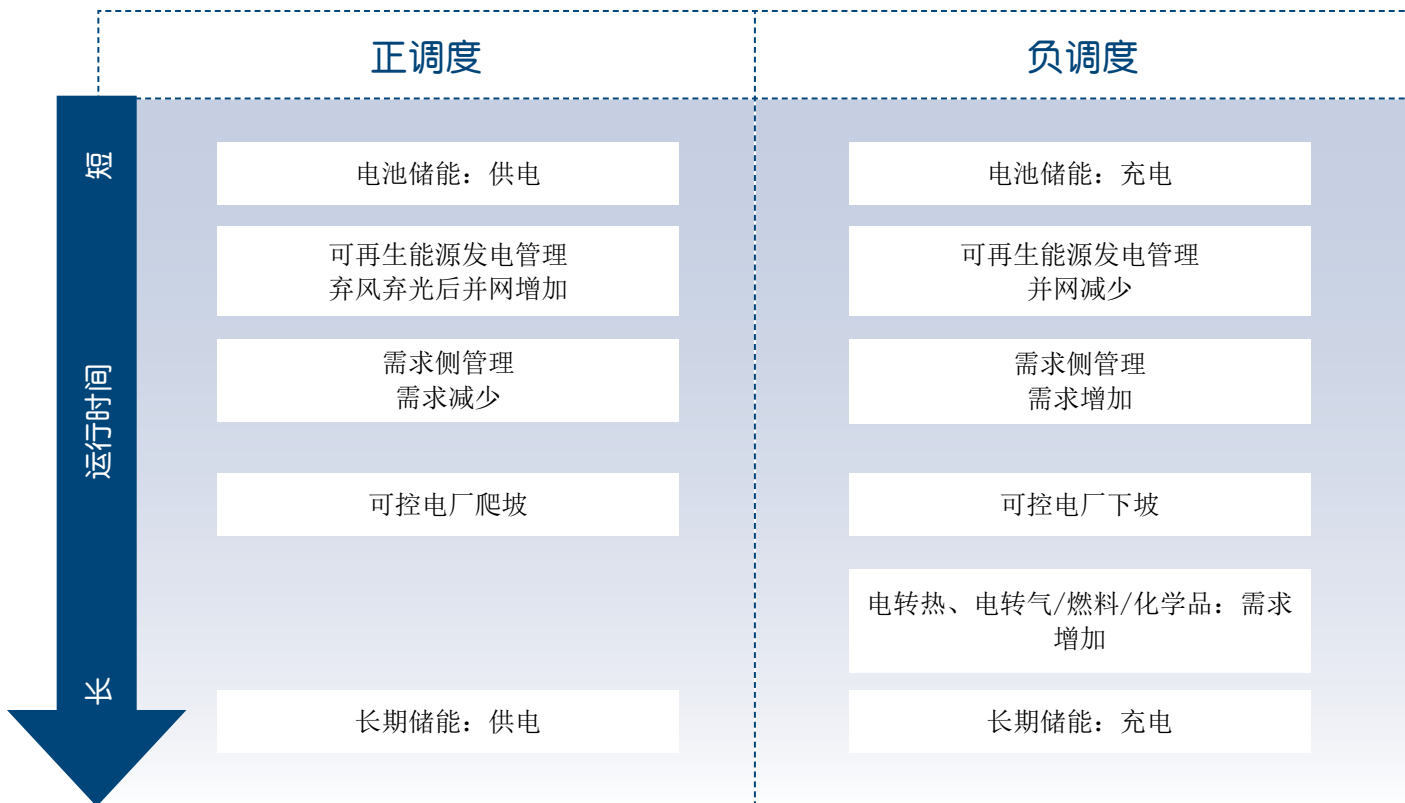 正调度
负调度
短
电池储能：供电
电池储能：充电
可再生能源发电管理
弃风弃光后并网增加
可再生能源发电管理
并网减少
运行时间
需求侧管理
需求减少
需求侧管理
需求增加
可控电厂爬坡
可控电厂下坡
电转热、电转气/燃料/化学品：需求
增加
长
长期储能：供电
长期储能：充电